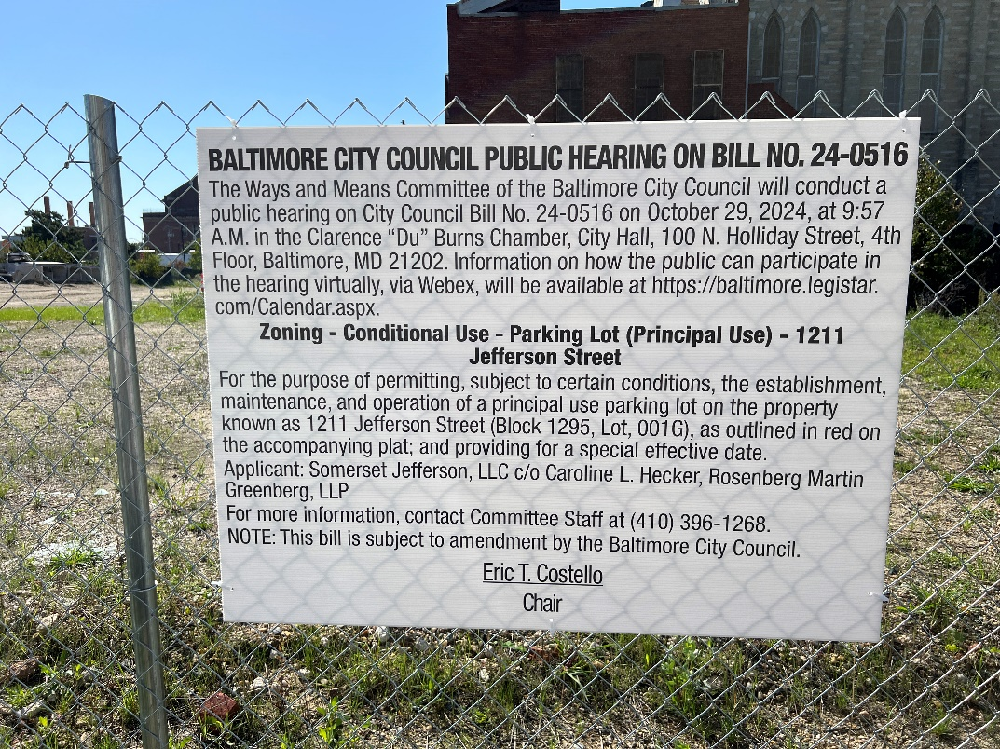 BALTIMORE CITY COUNCIL PUBLIC HEARING ON BILL NO. 24-0516
The Ways and Means Committee of the Baltimore City Council will conduct a
public hearing on City Council Bill No. 24-0516 on October 29, 2024, at 9:57
A.M. in the Clarence “Du” Burns Chamber, City Hall, 100 N. Holliday Street, 4th
Floor, Baltimore, MD 21202. Information on how the public can participate in
the hearing virtually, via Webex, will be available at https://baltimore.legistar.
com/Calendar.aspx.
Zoning - Conditional Use - Parking Lot (Principal Use) - 1211
Jefferson Street
For the purpose of permitting, subject to certain conditions, the establishment,
maintenance, and operation of a principal use parking lot on the property
known as 1211 Jefferson Street (Block 1295, Lot, 001G), as outlined in red on
the accompanying plat; and providing for a special effective date.
Applicant: Somerset Jefferson, LLC c/o Caroline L. Hecker, Rosenberg Martin
Greenberg, LLP
For more information, contact Committee Staff at (410) 396-1268.
NOTE: This bill is subject to amendment by the Baltimore City Council.
Eric T. Costello
Chair